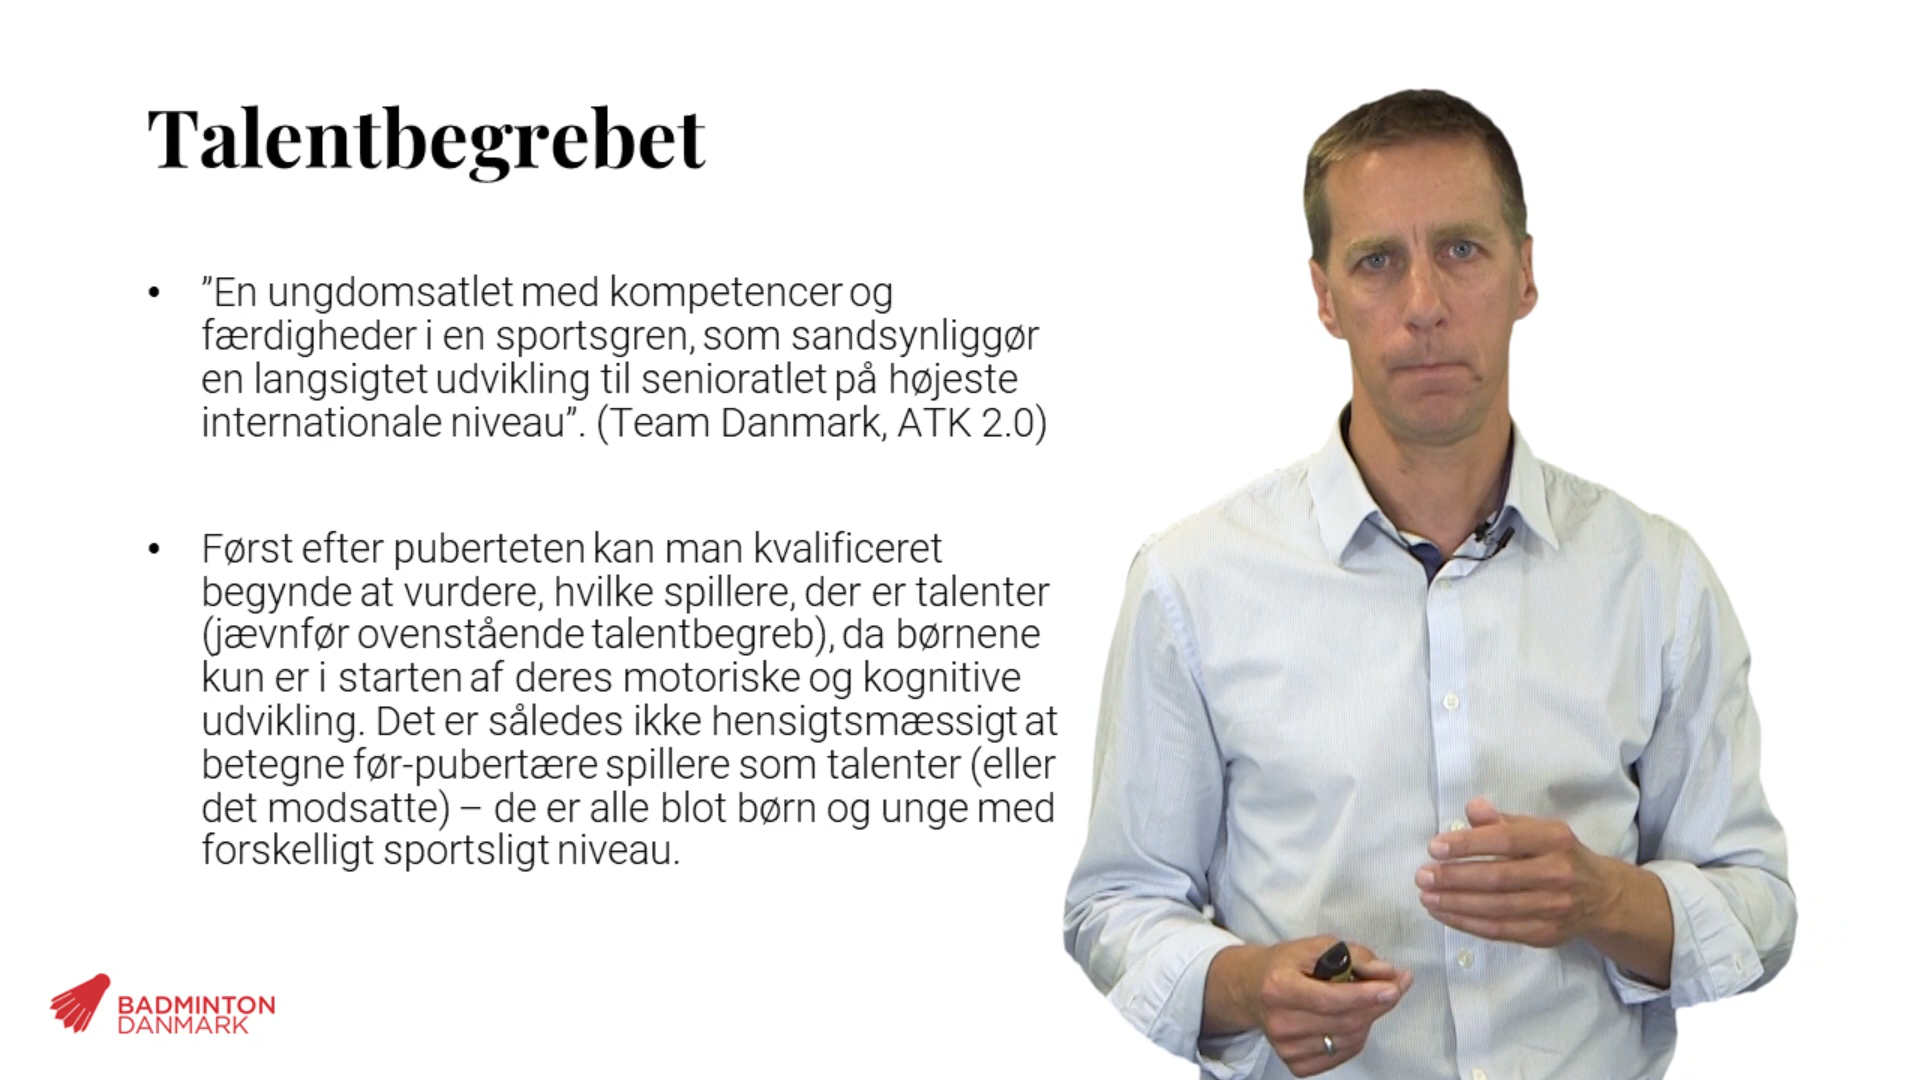 Talentbegrebet
• ”En ungdomsatlet med kompetencer og
færdigheder i en sportsgren, som sandsynliggør
en langsigtet udvikling til senioratlet på højeste
internationale niveau”. (Team Danmark, ATK 2.0)
• Først efter puberteten kan man kvalificeret
begynde at vurdere, hvilke spillere, der er talenter
(jævnfør ovenstående talentbegreb), da børnene
kun er i starten af deres motoriske og kognitive
udvikling. Det er således ikke hensigtsmæssigt at
betegne før-pubertære spillere som talenter (eller
det modsatte) – de er alle blot børn og unge med
forskelligt sportsligt niveau.
BADMINTON
DANMARK